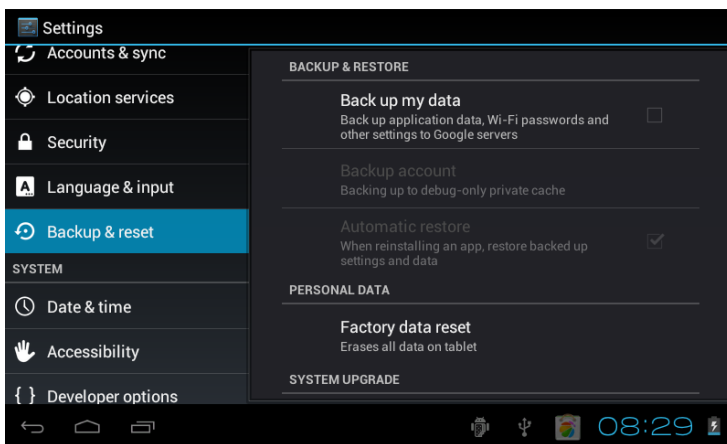 Settings
Accounts & sync
Location services
Security
A
Language & input
Backup & reset
SYSTEM
Date & time
Accessibility
{ } Developer options
BACKUP & RESTORE
Back up my data
Back up application data, Wi-Fi passwords and
other settings to Google servers
Backup account
Backing up to debug-only private cache
Automatic restore
When reinstalling an app, restore backed up
settings and data
PERSONAL DATA
Factory data reset
Erases all data on tablet
SYSTEM UPGRADE
08:29